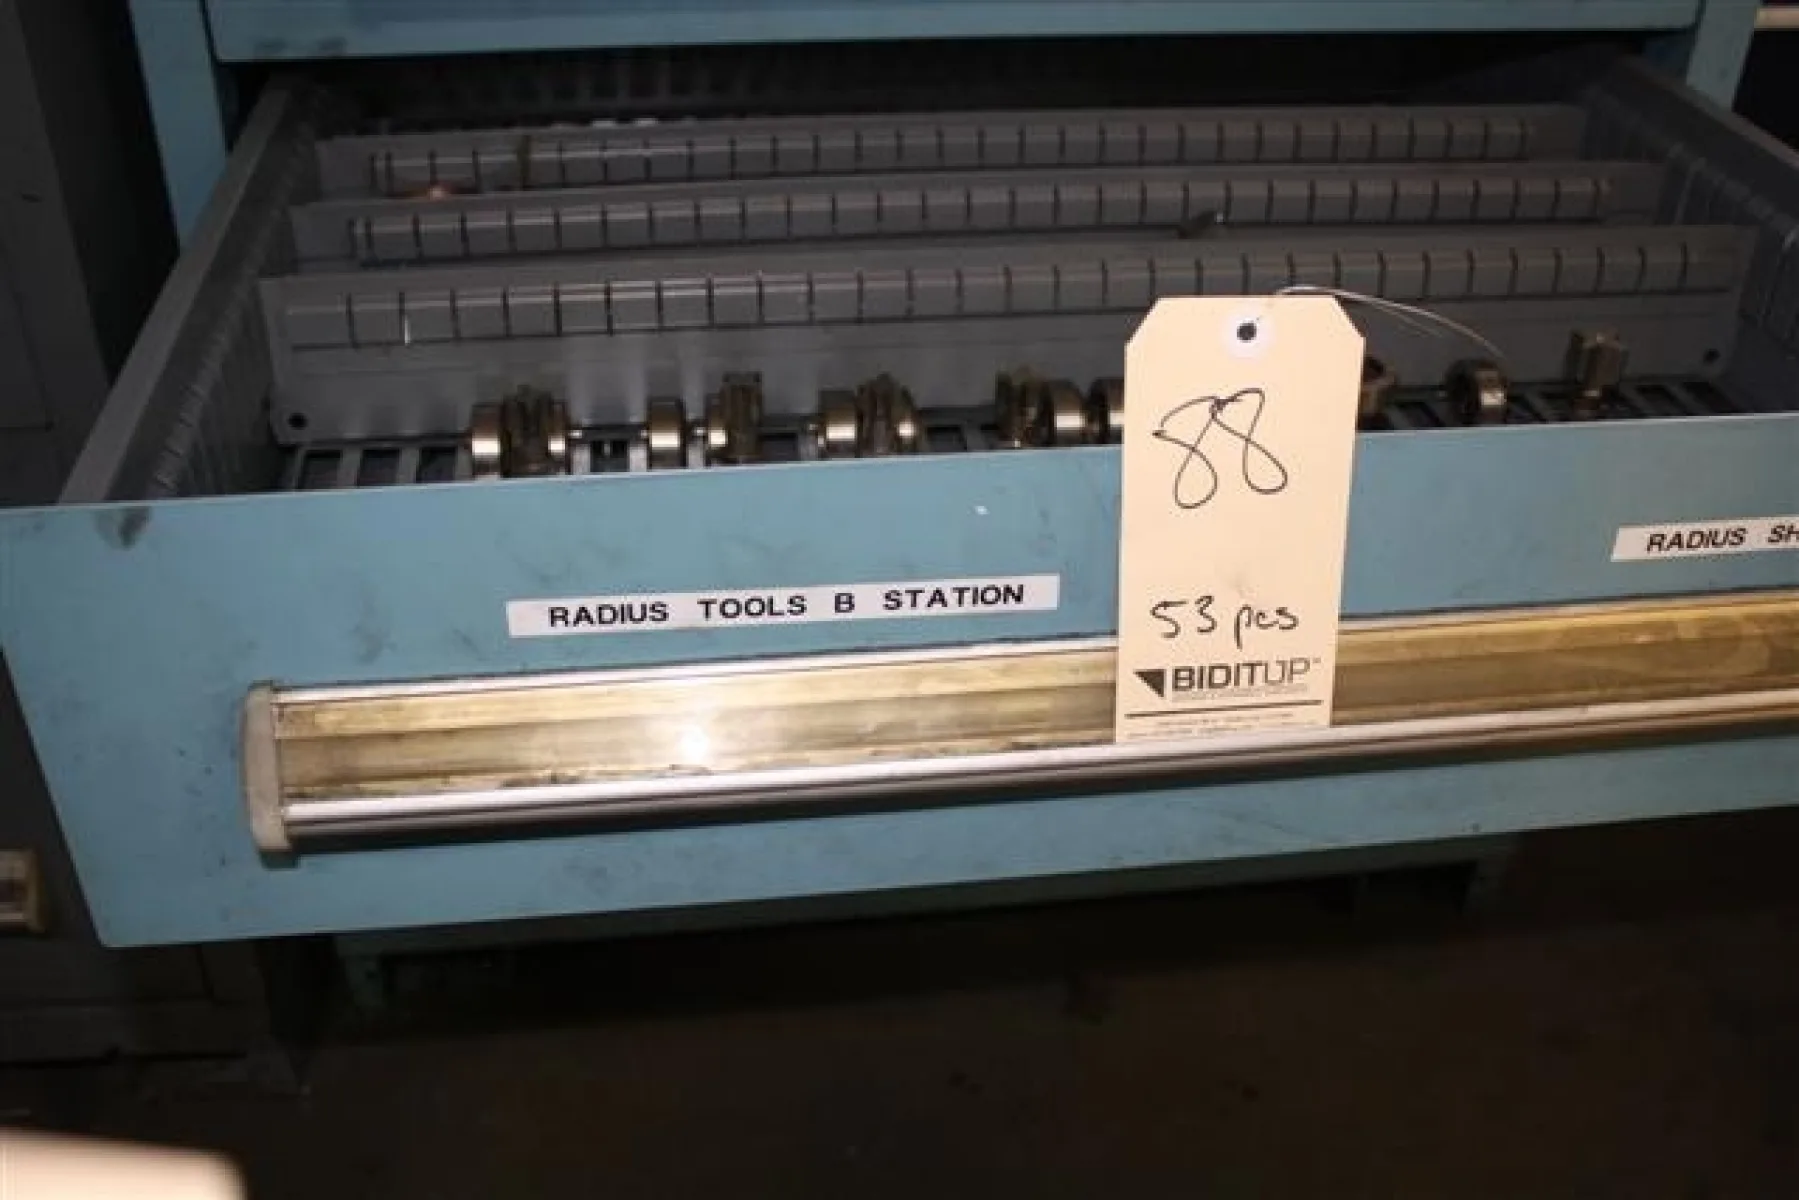 88
RADIUS SH
RADIUS TOOLS B STATION
53 pcs
BIDITUP